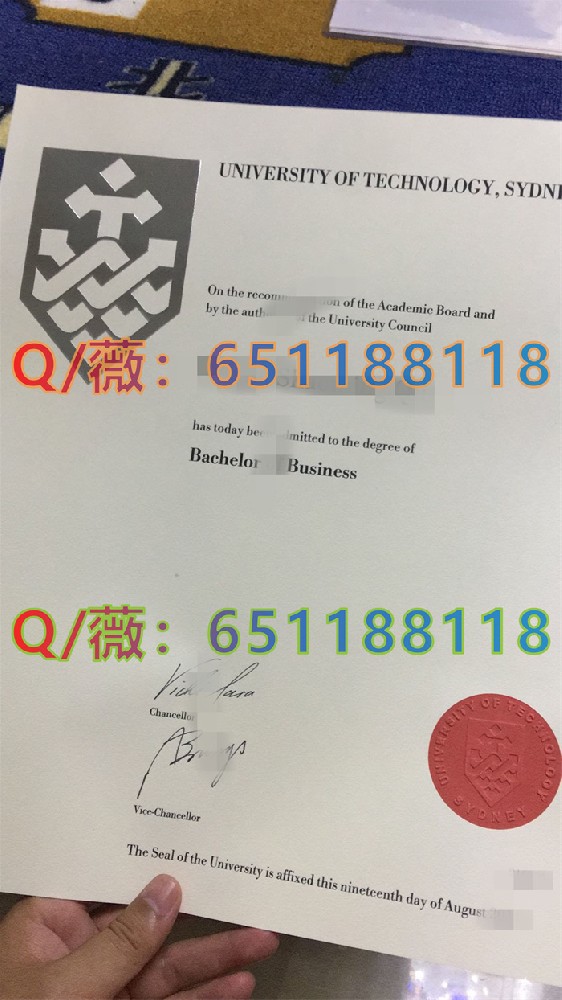 UNIVERSITY OF TECHNOLOGY, SYDN
On the recom on of the Academic Board and
by the auth the University Council
Q/薇：651188118
has today be mitted to the degree of
Bachelor Business
Q/薇：651188118
Chancellor
Vice-Chancellor
UNIVERSITY OF TECHNOLOGY
SYDNEY
The Seal of the University is affixed this nineteenth day of August